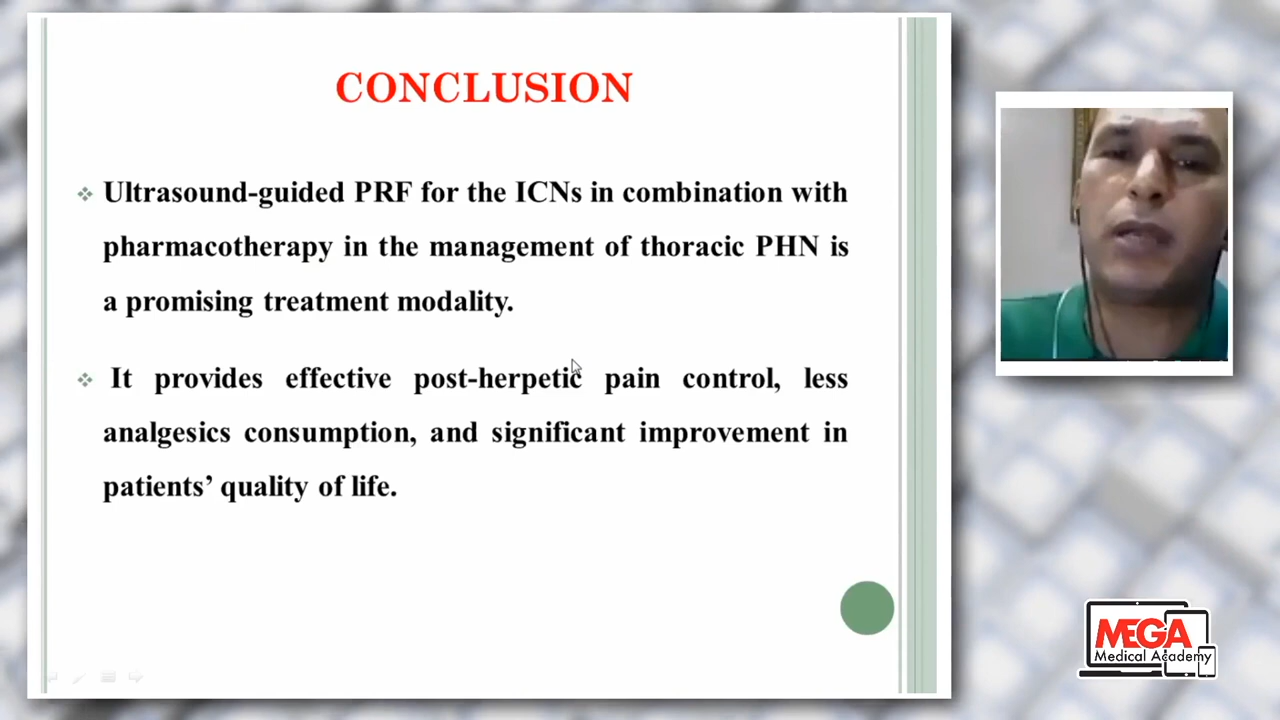 CONCLUSION
Ultrasound-guided PRF for the ICNs in combination with
pharmacotherapy in the management of thoracic PHN is
a promising treatment modality.
It provides effective post-herpetic pain control, less
analgesics consumption, and significant improvement in
patients’ quality of life.
MEGA
Medical Academy